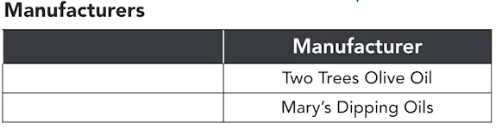 Manufacturers
Manufacturer
Two Trees Olive Oil
Mary's Dipping Oils